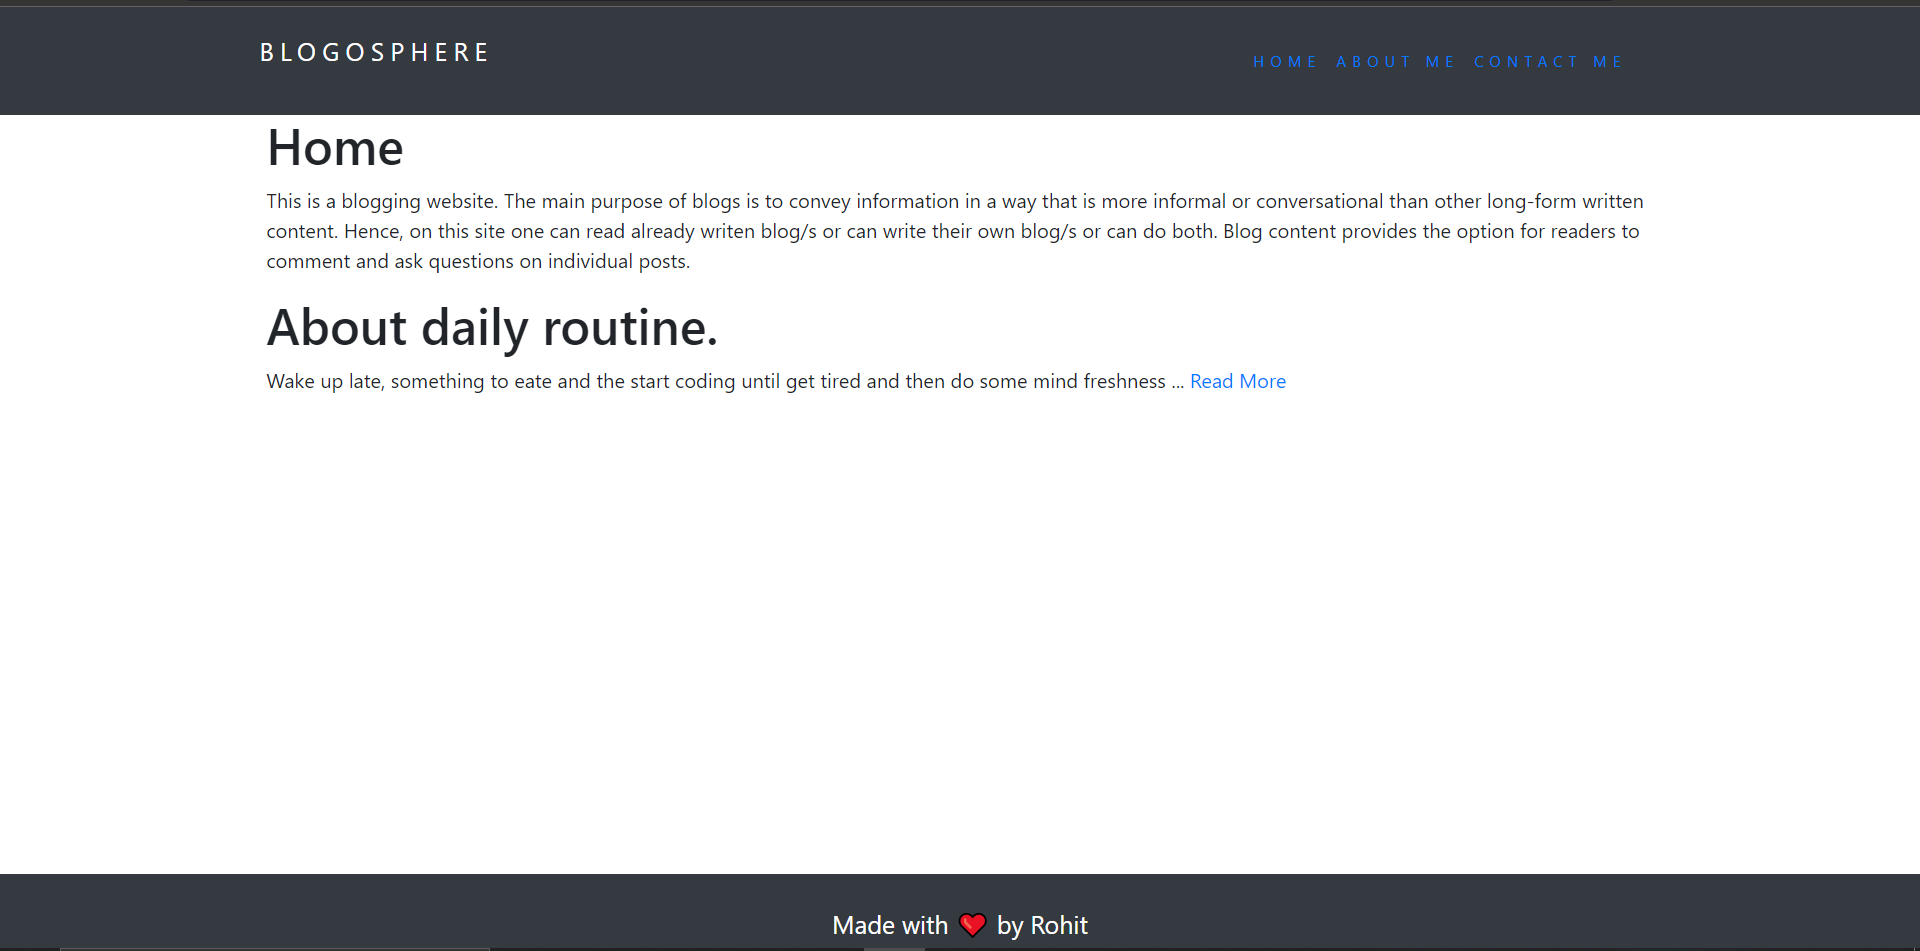 BLOGOSPHERE
HOME ABOUT ME CONTACT ME
Home
This is a blogging website. The main purpose of blogs is to convey information in a way that is more informal or conversational than other long-form written
content. Hence, on this site one can read already writen blog/s or can write their own blog/s or can do both. Blog content provides the option for readers to
comment and ask questions on individual posts.
About daily routine.
Wake up late, something to eate and the start coding until get tired and then do some mind freshness ... Read More
Made with ❤ by Rohit